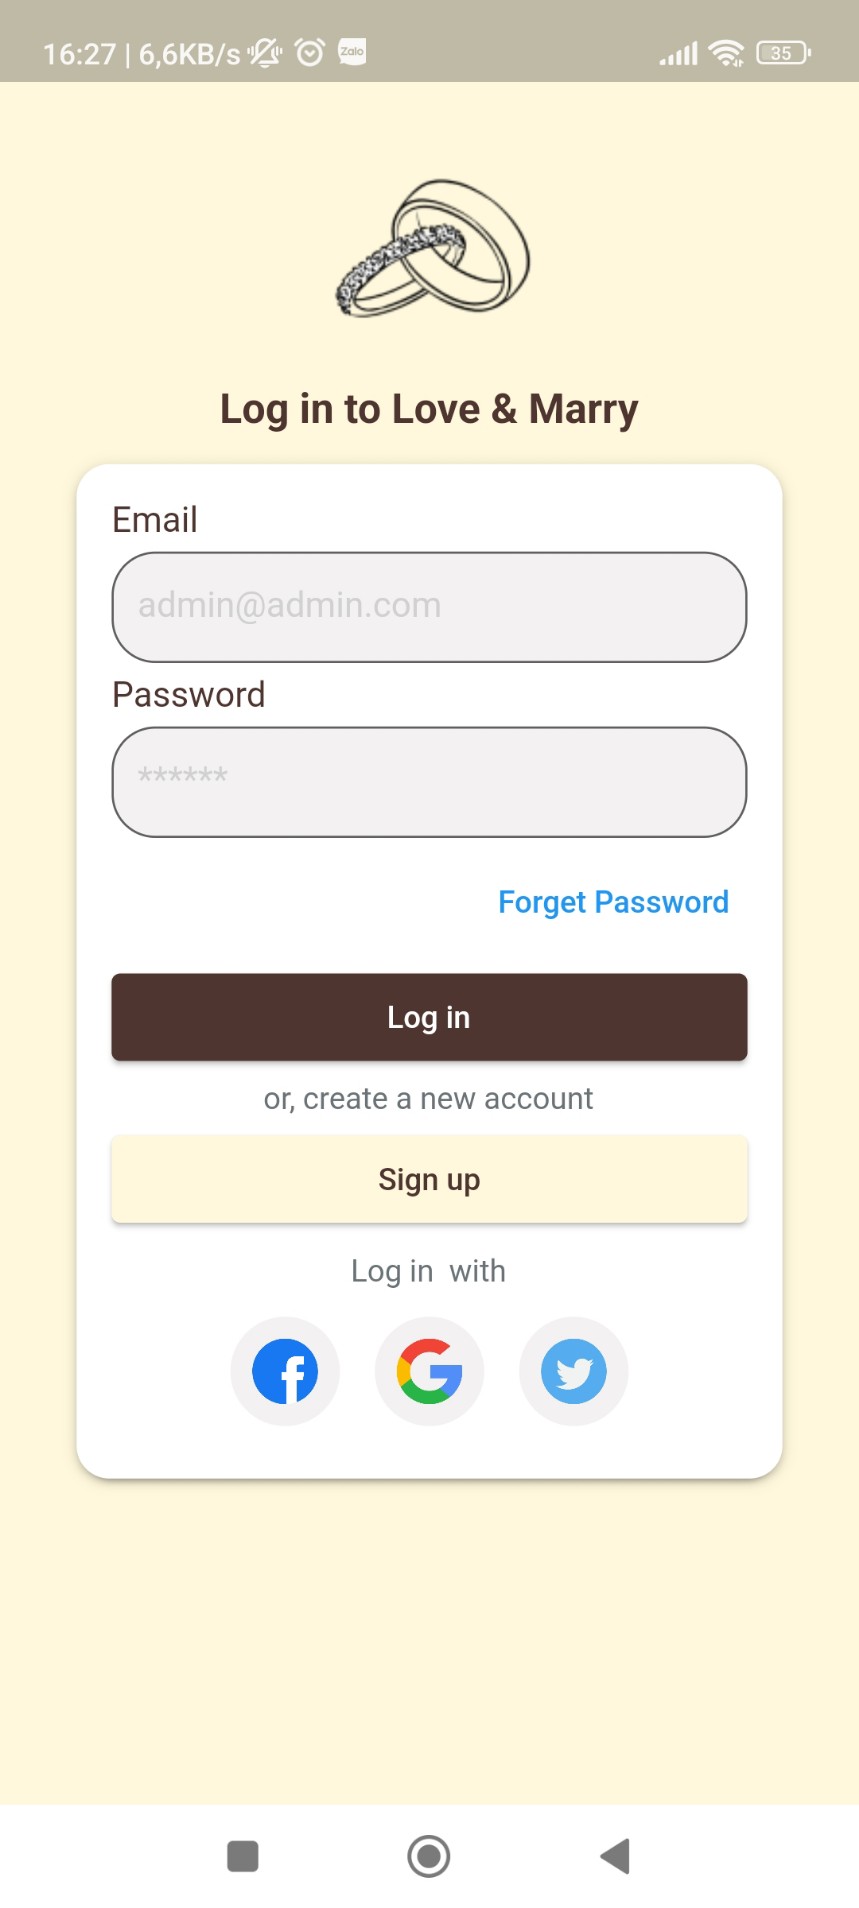 16:27 | 6,6KB/s Zalo 35
Log in to Love & Marry
Email
admin@admin.com
Password
******
Forget Password
Log in
or, create a new account
Sign up
Log in  with